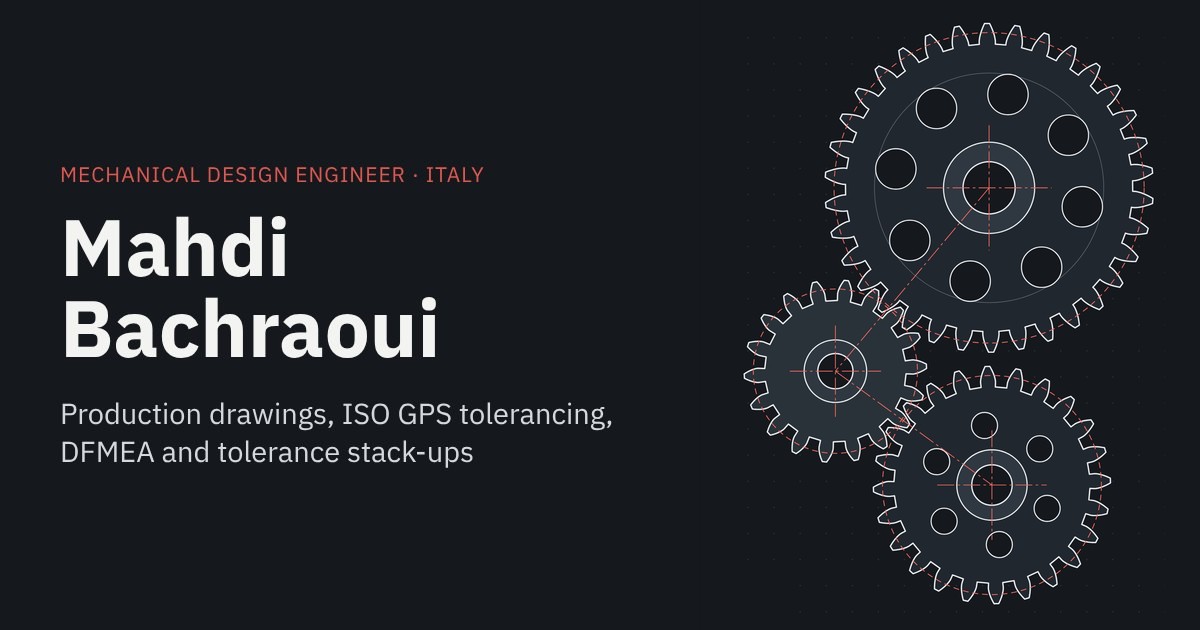 MECHANICAL DESIGN ENGINEER · ITALY
Mahdi
Bachraoui
Production drawings, ISO GPS tolerancing,
DFMEA and tolerance stack-ups